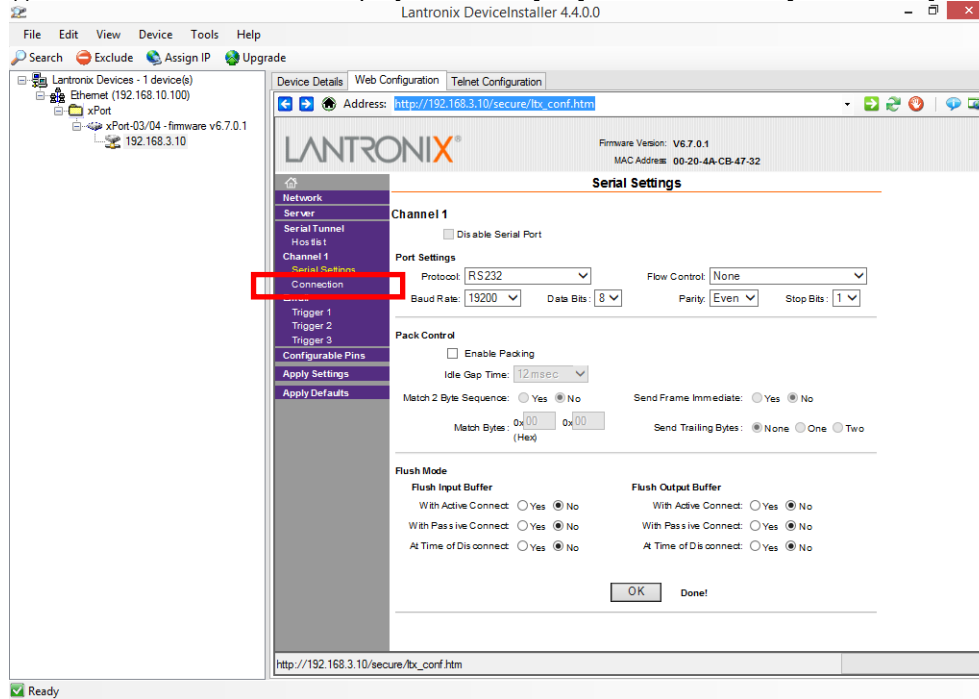 Lantronix DeviceInstaller 4.4.0.0
File Edit View Device Tools Help
Search Exclude Assign IP Upgrade
Lantronix Devices - 1 device(s)
Ethernet (192.168.10.100)
xPort
xPort-03/04 - firmware v6.7.0.1
192.168.3.10
Device Details Web Configuration Telnet Configuration
Address: http://192.168.3.10/secure/ltx_conf.htm
LANTRONIX®
Firmware Version: V6.7.0.1
MAC Address: 00-20-4A-CB-47-32
Network
Server
Serial Tunnel
Hostlist
Channel 1
Serial Settings
Connection
Trigger 1
Trigger 2
Trigger 3
Configurable Pins
Apply Settings
Apply Defaults
Serial Settings
Channel 1
Disable Serial Port
Port Settings
Protocol: RS232 Flow Control: None
Baud Rate: 19200 Data Bits: 8 Parity: Even Stop Bits: 1
Pack Control
Enable Packing
Idle Gap Time: 12 msec
Match 2 Byte Sequence: Yes No Send Frame Immediate: Yes No
Match Bytes: 0x 00 0x 00 Send Trailing Bytes: None One Two
(Hex)
Flush Mode
Flush Input Buffer Flush Output Buffer
With Active Connect: Yes No With Active Connect: Yes No
With Passive Connect: Yes No With Passive Connect: Yes No
At Time of Disconnect: Yes No At Time of Disconnect: Yes No
OK Done!
http://192.168.3.10/secure/ltx_conf.htm
Ready